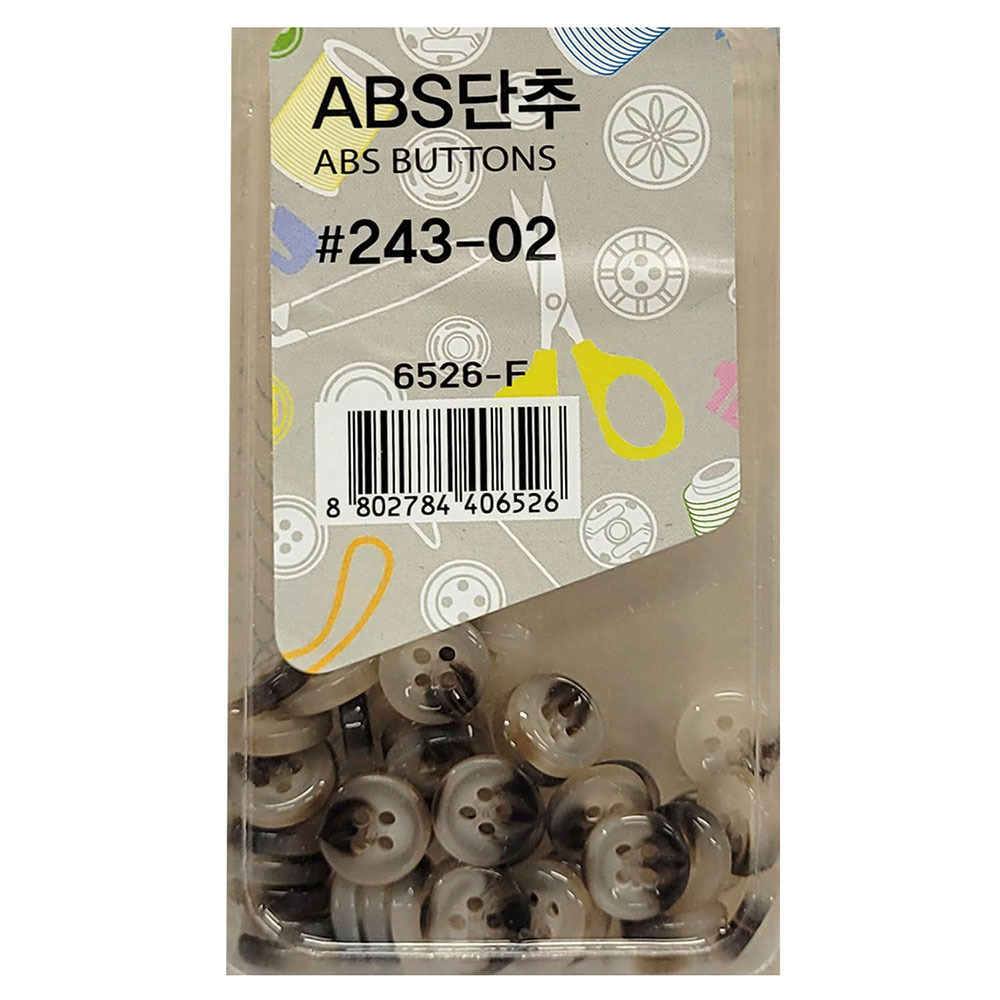 ABS단추
ABS BUTTONS
#243-02
6526-F
8 802784 406526